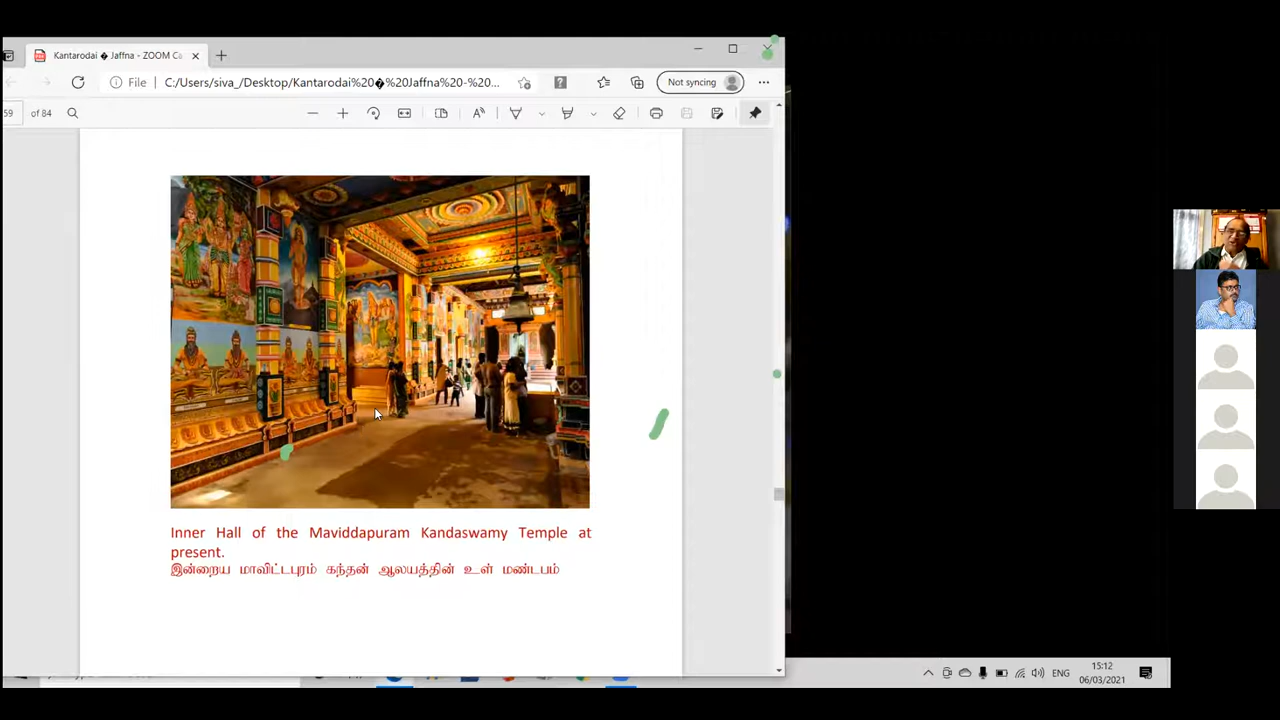 Kantarodai � Jaffna - ZOOM Ca
File C:/Users/siva_/Desktop/Kantarodai%20�%20Jaffna%20-%20... Not syncing
59 of 84
Inner Hall of the Maviddapuram Kandaswamy Temple at
present.
இன்றைய மாவிட்டபுரம் கந்தன் ஆலயத்தின் உள் மண்டபம்
ENG
15:12
06/03/2021